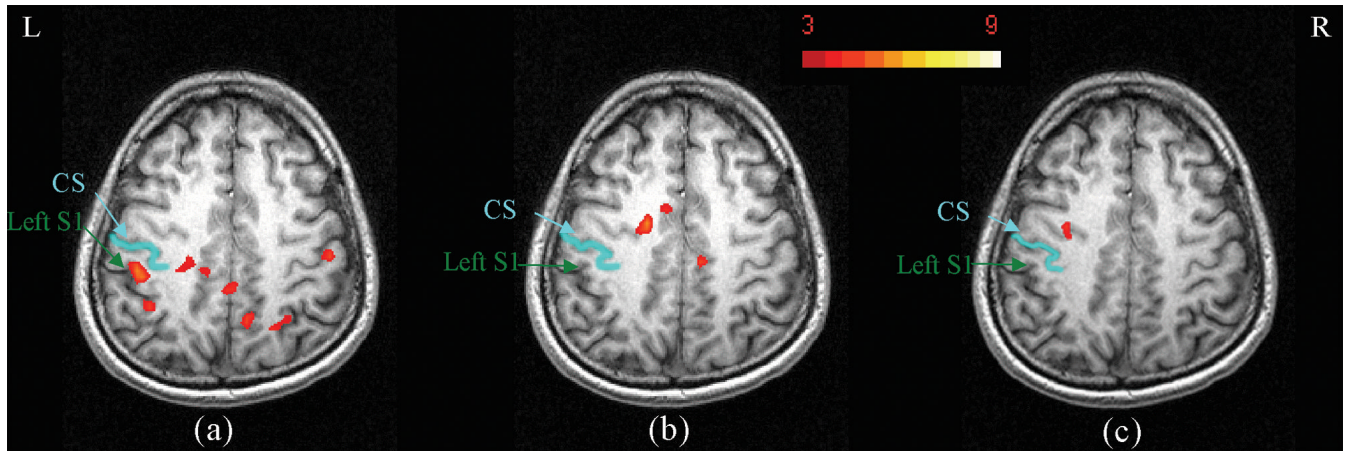 L
3 9
R
CS
Left S1
CS
Left S1
CS
Left S1
(a)
(b)
(c)